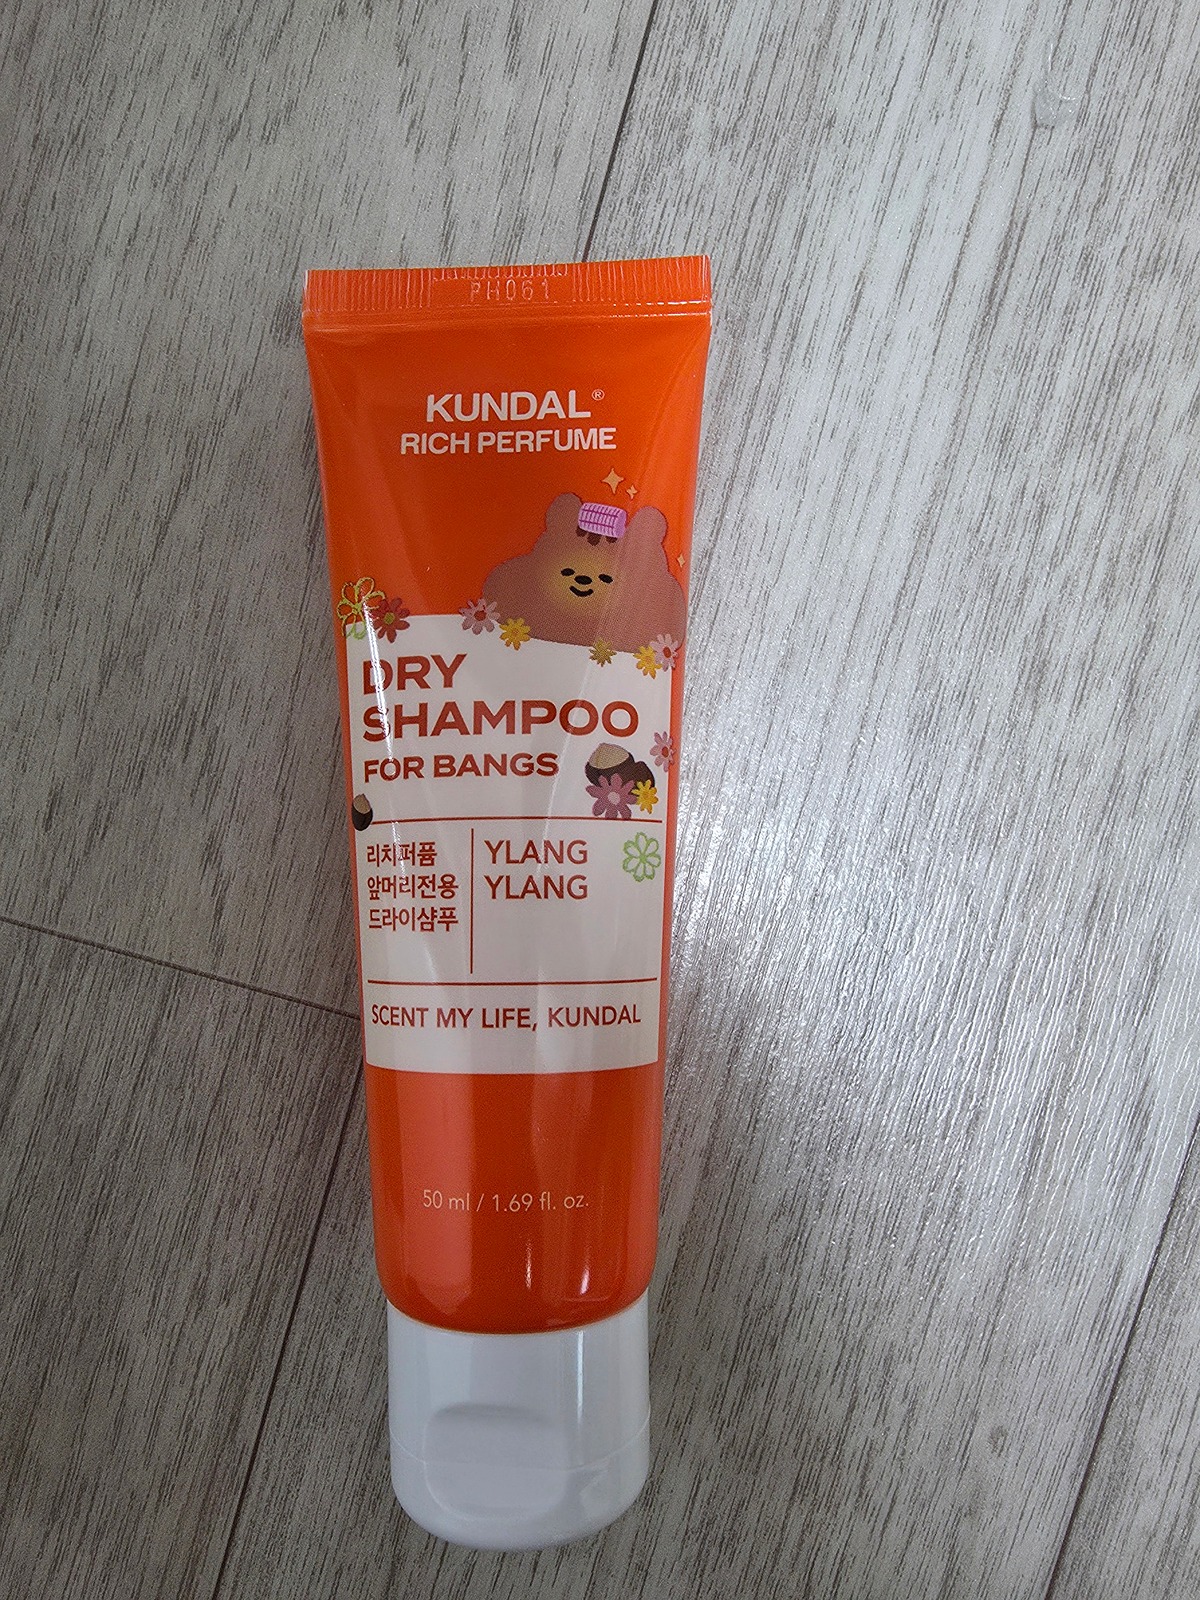 PH061
KUNDAL®
RICH PERFUME
DRY
SHAMPOO
FOR BANGS
리치퍼퓸
앞머리전용
드라이샴푸
YLANG
YLANG
SCENT MY LIFE, KUNDAL
50 ml / 1.69 fl. oz.